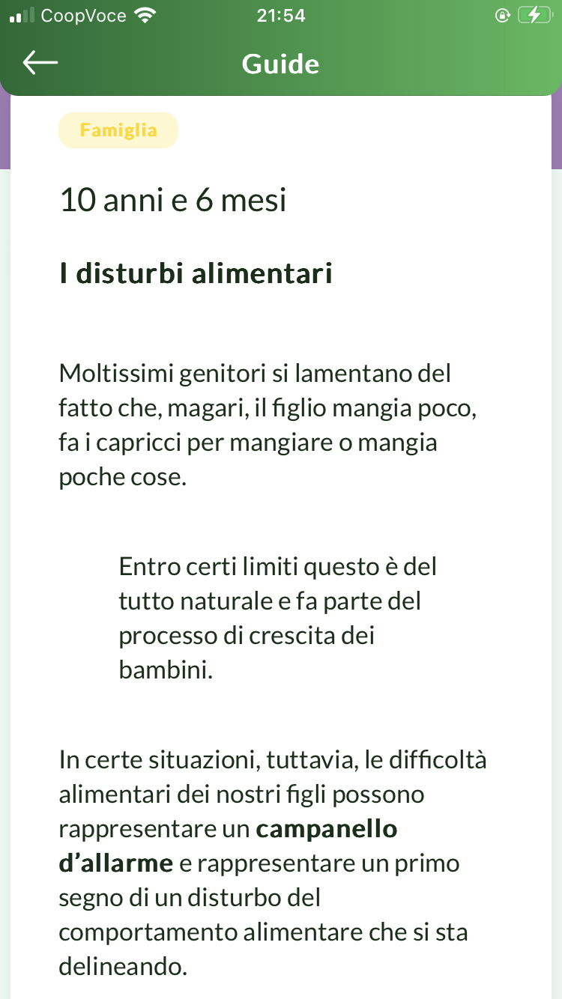 CoopVoce
21:54
Guide
Famiglia
10 anni e 6 mesi
I disturbi alimentari
Moltissimi genitori si lamentano del
fatto che, magari, il figlio mangia poco,
fa i capricci per mangiare o mangia
poche cose.
Entro certi limiti questo è del
tutto naturale e fa parte del
processo di crescita dei
bambini.
In certe situazioni, tuttavia, le difficoltà
alimentari dei nostri figli possono
rappresentare un campanello
d’allarme e rappresentare un primo
segno di un disturbo del
comportamento alimentare che si sta
delineando.